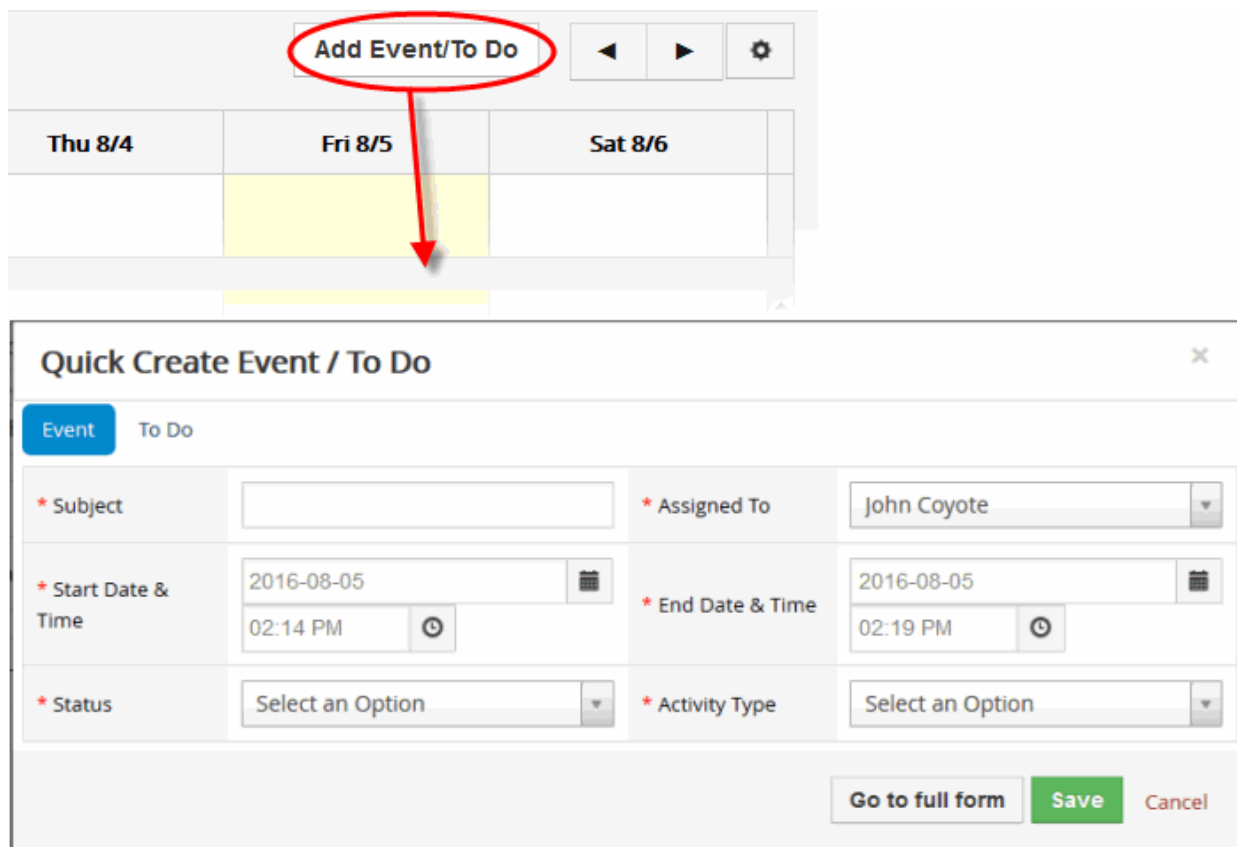 Add Event/To Do
Thu 8/4 Fri 8/5 Sat 8/6
Quick Create Event / To Do
Event To Do
* Subject * Assigned To John Coyote
* Start Date & Time 2016-08-05 02:14 PM * End Date & Time 2016-08-05 02:19 PM
* Status Select an Option * Activity Type Select an Option
Go to full form Save Cancel